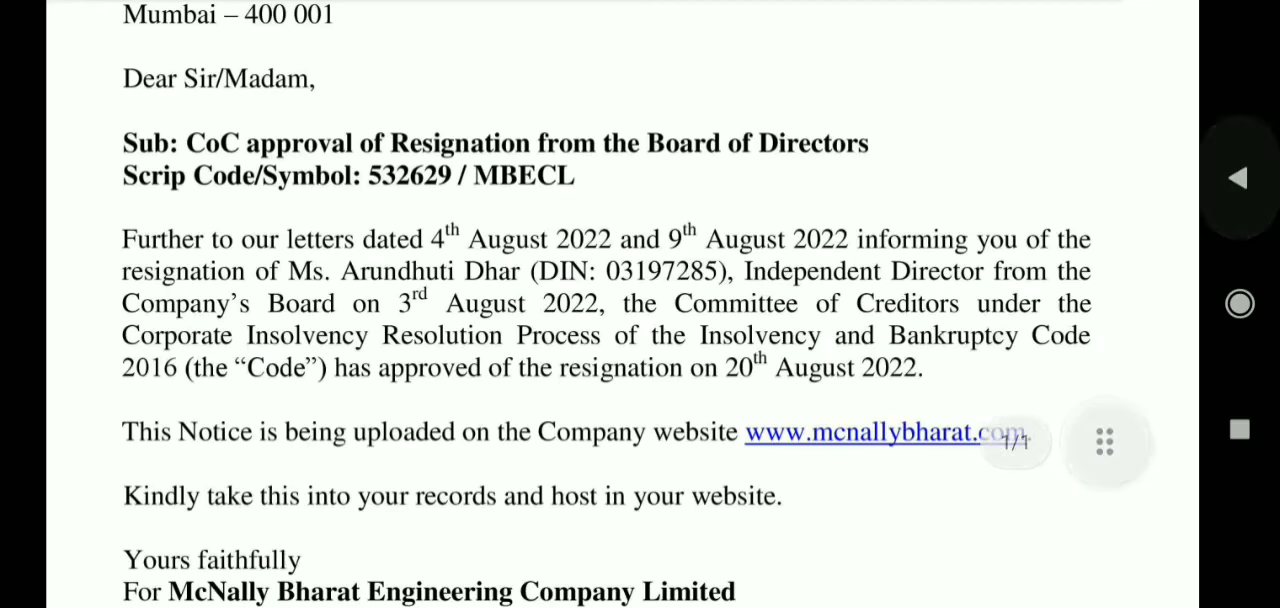 Mumbai – 400 001
Dear Sir/Madam,
Sub: CoC approval of Resignation from the Board of Directors
Scrip Code/Symbol: 532629 / MBECL
Further to our letters dated 4th August 2022 and 9th August 2022 informing you of the
resignation of Ms. Arundhuti Dhar (DIN: 03197285), Independent Director from the
Company’s Board on 3rd August 2022, the Committee of Creditors under the
Corporate Insolvency Resolution Process of the Insolvency and Bankruptcy Code
2016 (the “Code”) has approved of the resignation on 20th August 2022.
This Notice is being uploaded on the Company website www.mcnallybharat.com
1/1
Kindly take this into your records and host in your website.
Yours faithfully
For McNally Bharat Engineering Company Limited